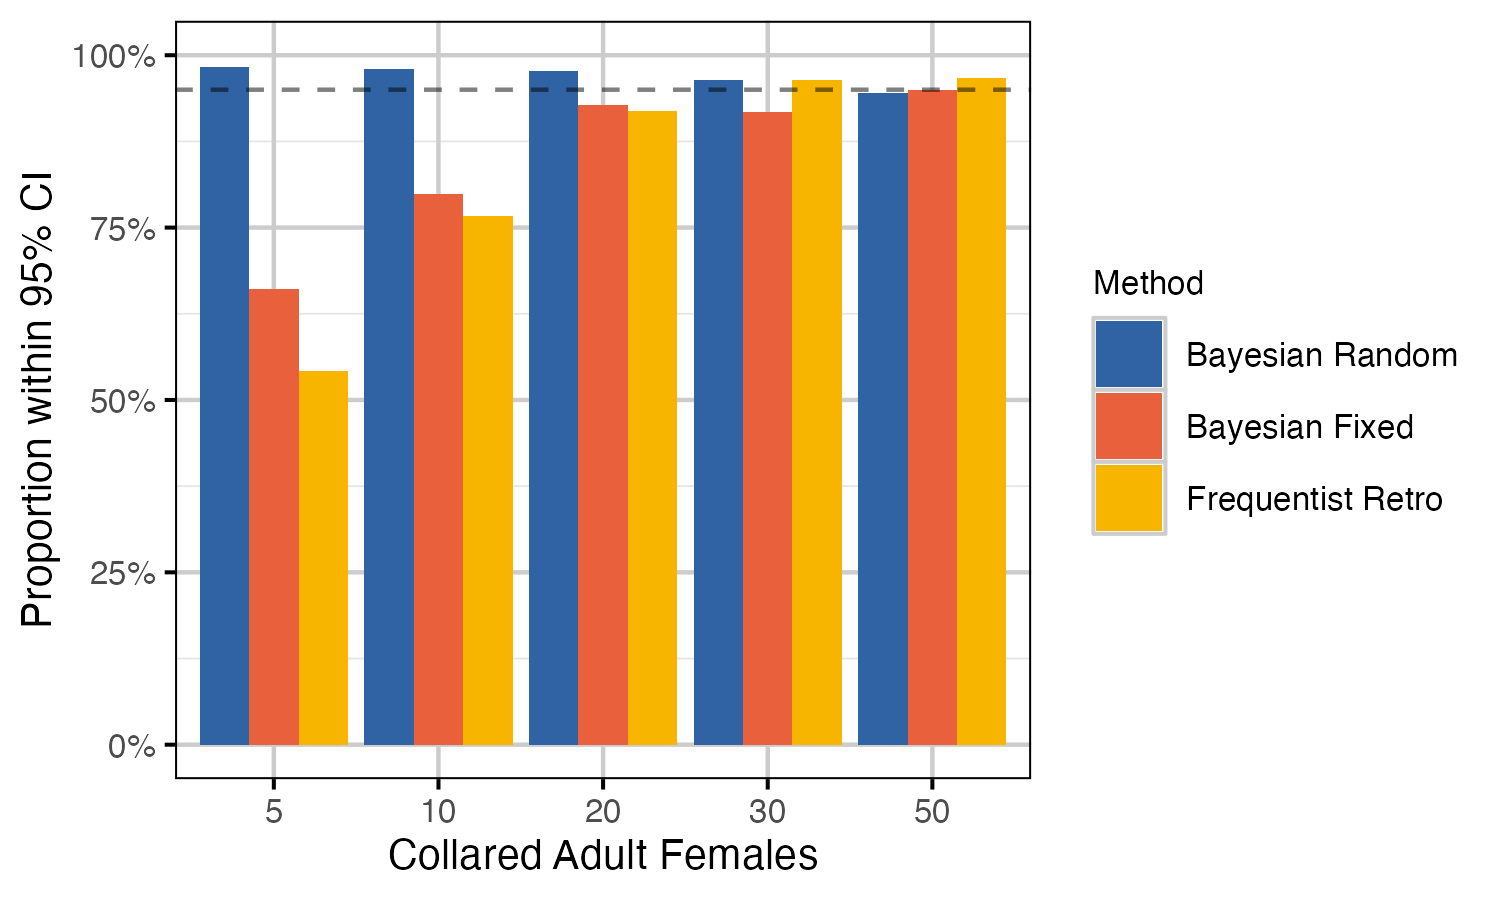 100%
75%
50%
25%
0%
Proportion within 95% CI
5 10 20 30 50
Collared Adult Females
Method
Bayesian Random
Bayesian Fixed
Frequentist Retro